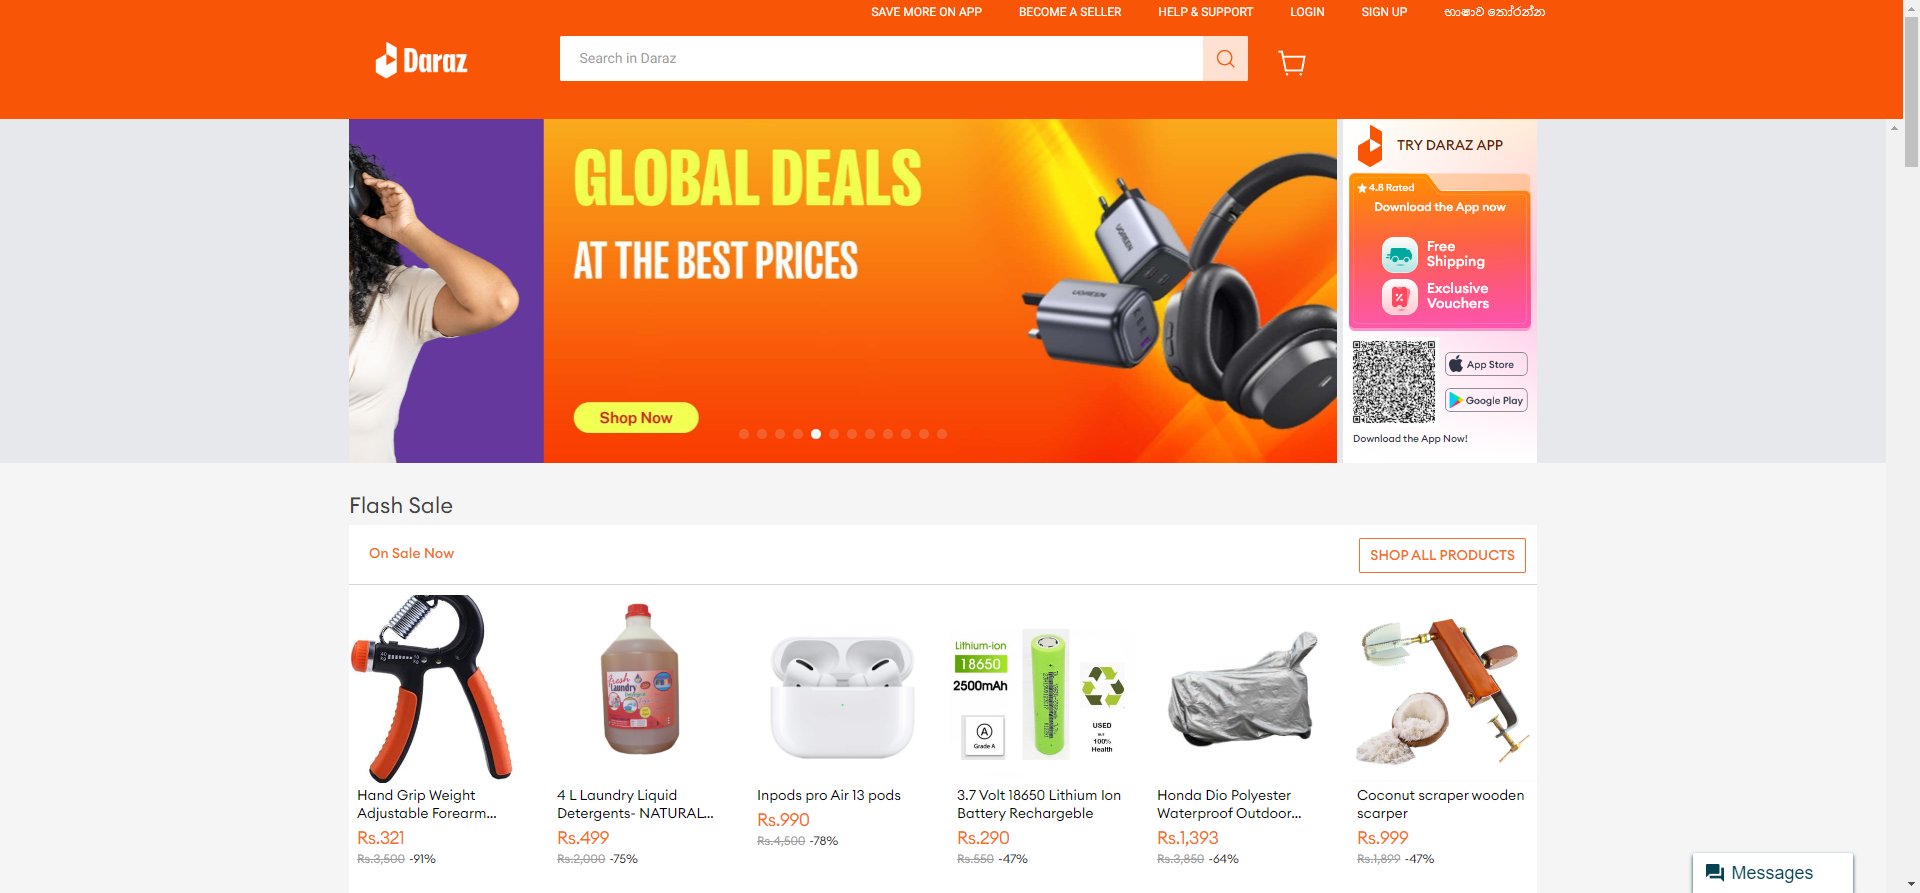 SAVE MORE ON APP
BECOME A SELLER
HELP & SUPPORT
LOGIN
SIGN UP
භාෂාව තෝරන්න
Daraz
Search in Daraz
GLOBAL DEALS
AT THE BEST PRICES
UGREEN
UGREEN
Shop Now
TRY DARAZ APP
4.8 Rated
Download the App now
Free
Shipping
Exclusive
Vouchers
App Store
Google Play
Download the App Now!
Flash Sale
On Sale Now
SHOP ALL PRODUCTS
Fresh
Laundry
Lithium-ion
18650
2500mAh
A
Grade A
USED
BUT
100%
Health
Hand Grip Weight
Adjustable Forearm...
Rs.321
Rs.3,500 -91%
4 L Laundry Liquid
Detergents- NATURAL...
Rs.499
Rs.2,000 -75%
Inpods pro Air 13 pods
Rs.990
Rs.4,500 -78%
3.7 Volt 18650 Lithium Ion
Battery Rechargeble
Rs.290
Rs.550 -47%
Honda Dio Polyester
Waterproof Outdoor...
Rs.1,393
Rs.3,850 -64%
Coconut scraper wooden
scarper
Rs.999
Rs.1,899 -47%
Messages